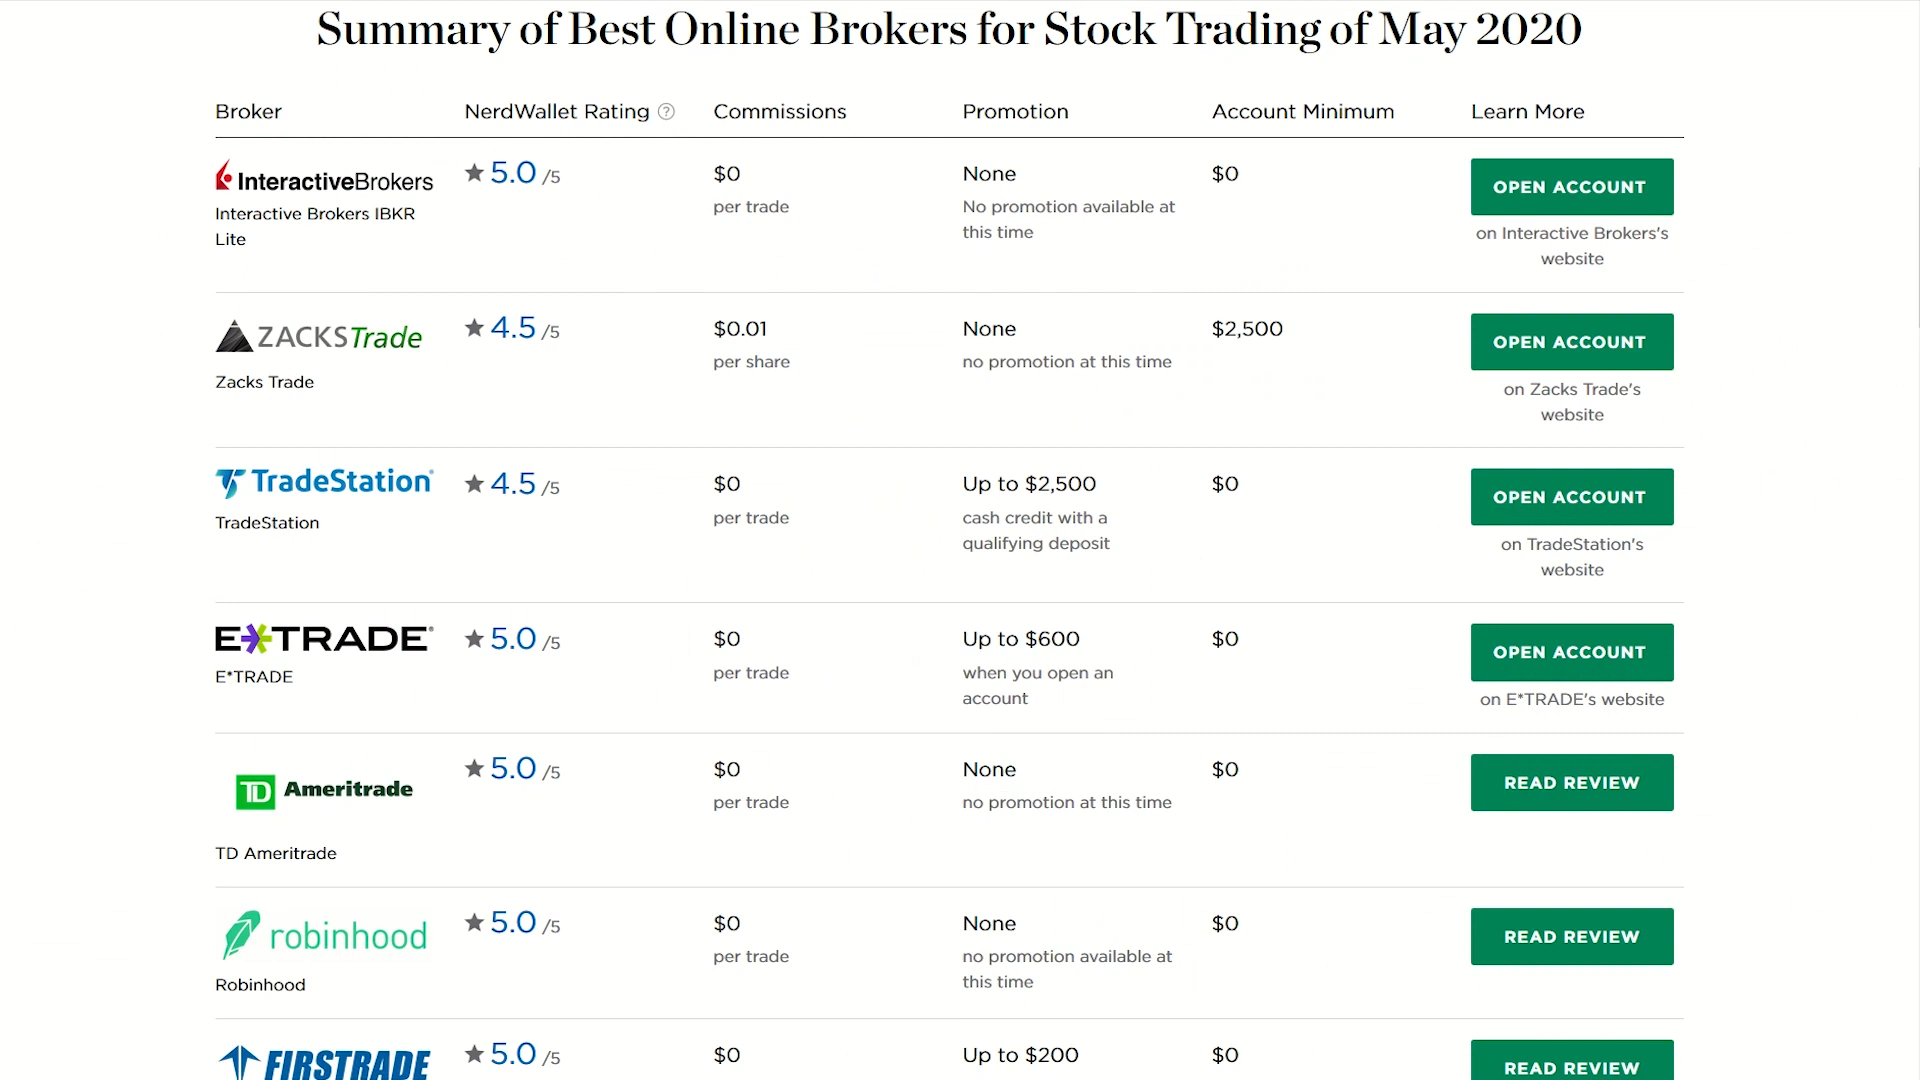 Summary of Best Online Brokers for Stock Trading of May 2020
Broker NerdWallet Rating ? Commissions Promotion Account Minimum Learn More
InteractiveBrokers
Interactive Brokers IBKR
Lite
5.0 /5
$0
per trade
None
No promotion available at
this time
$0
OPEN ACCOUNT
on Interactive Brokers's
website
ZACKS Trade
Zacks Trade
4.5 /5
$0.01
per share
None
no promotion at this time
$2,500
OPEN ACCOUNT
on Zacks Trade's
website
TradeStation
TradeStation
4.5 /5
$0
per trade
Up to $2,500
cash credit with a
qualifying deposit
$0
OPEN ACCOUNT
on TradeStation's
website
E*TRADE
E*TRADE
5.0 /5
$0
per trade
Up to $600
when you open an
account
$0
OPEN ACCOUNT
on E*TRADE's website
TD Ameritrade
TD Ameritrade
5.0 /5
$0
per trade
None
no promotion at this time
$0
READ REVIEW
robinhood
Robinhood
5.0 /5
$0
per trade
None
no promotion available at
this time
$0
READ REVIEW
FIRSTRADE
5.0 /5
$0
Up to $200
$0
READ REVIEW